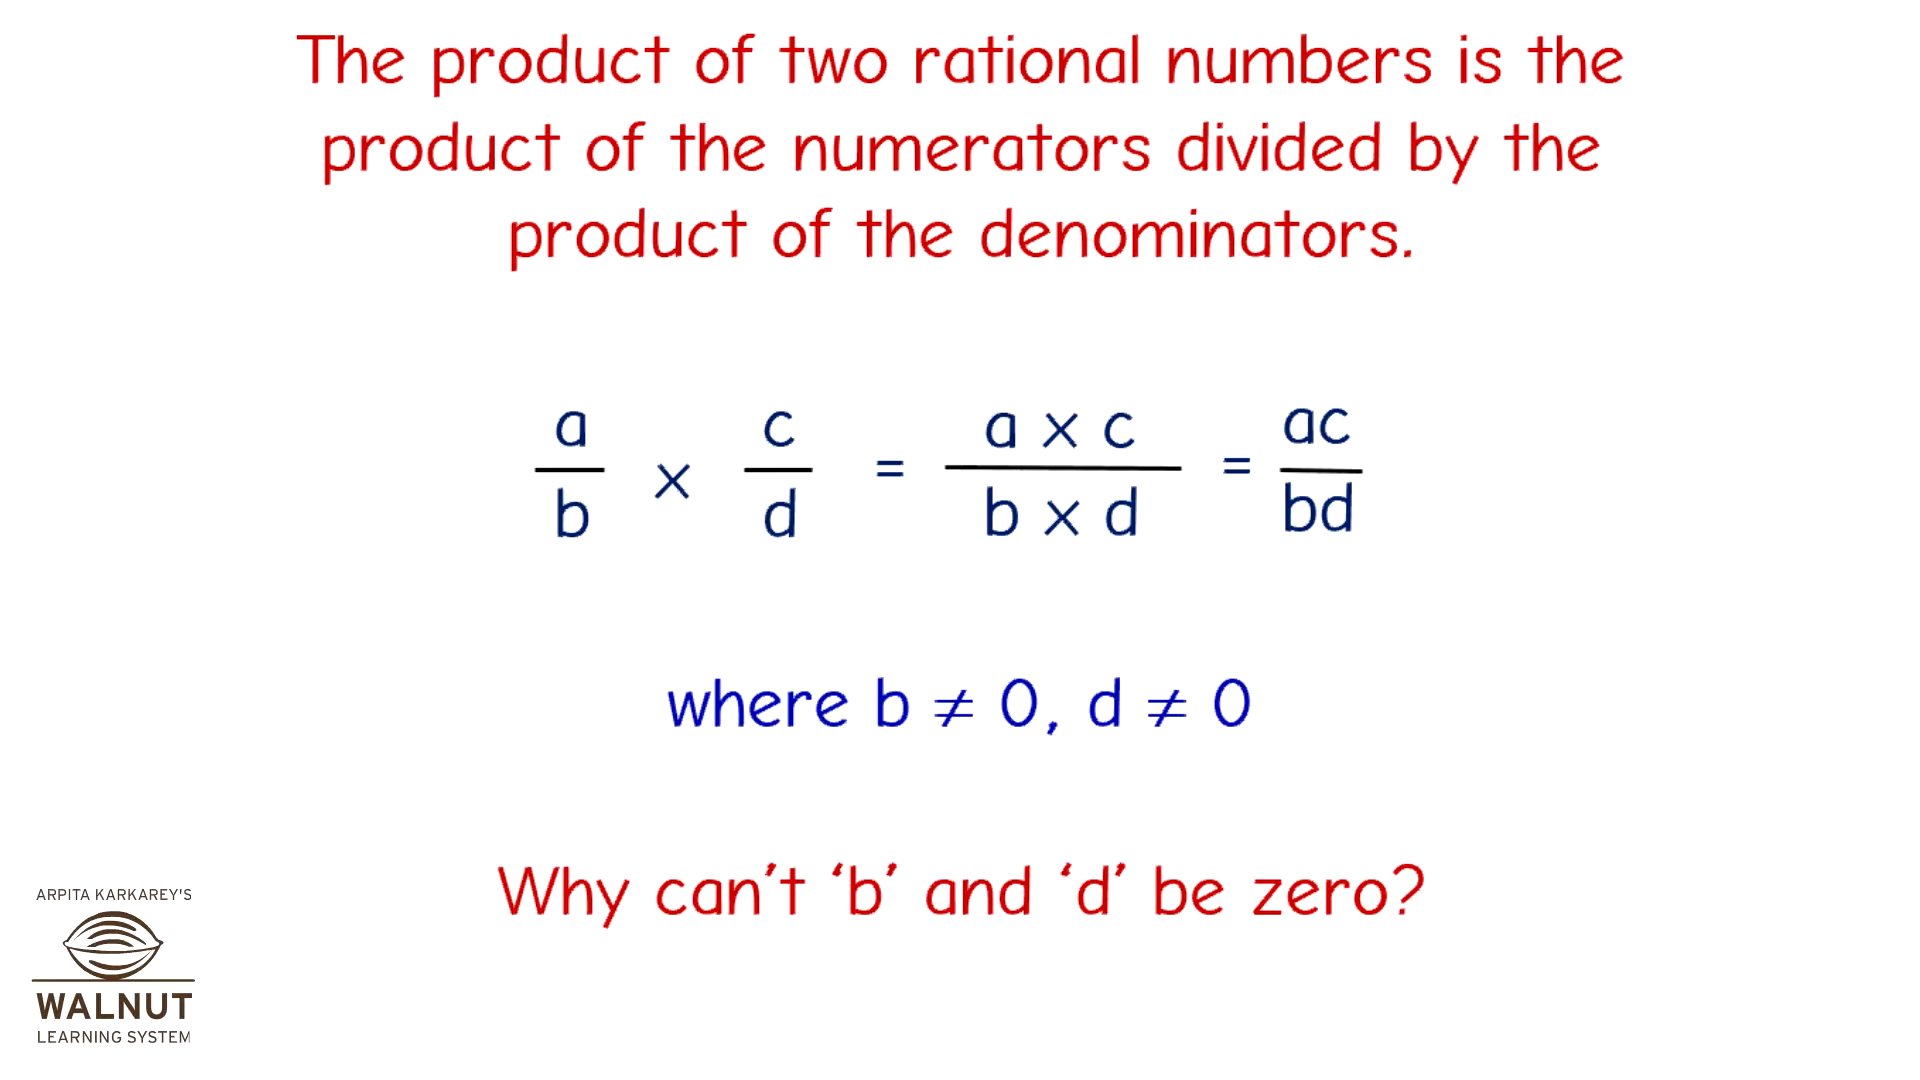 The product of two rational numbers is the
product of the numerators divided by the
product of the denominators.
a/b × c/d = a × c / b × d = ac/bd
where b ≠ 0, d ≠ 0
Why can't ‘b’ and ‘d’ be zero?
ARPITA KARKAREY'S
WALNUT
LEARNING SYSTEM